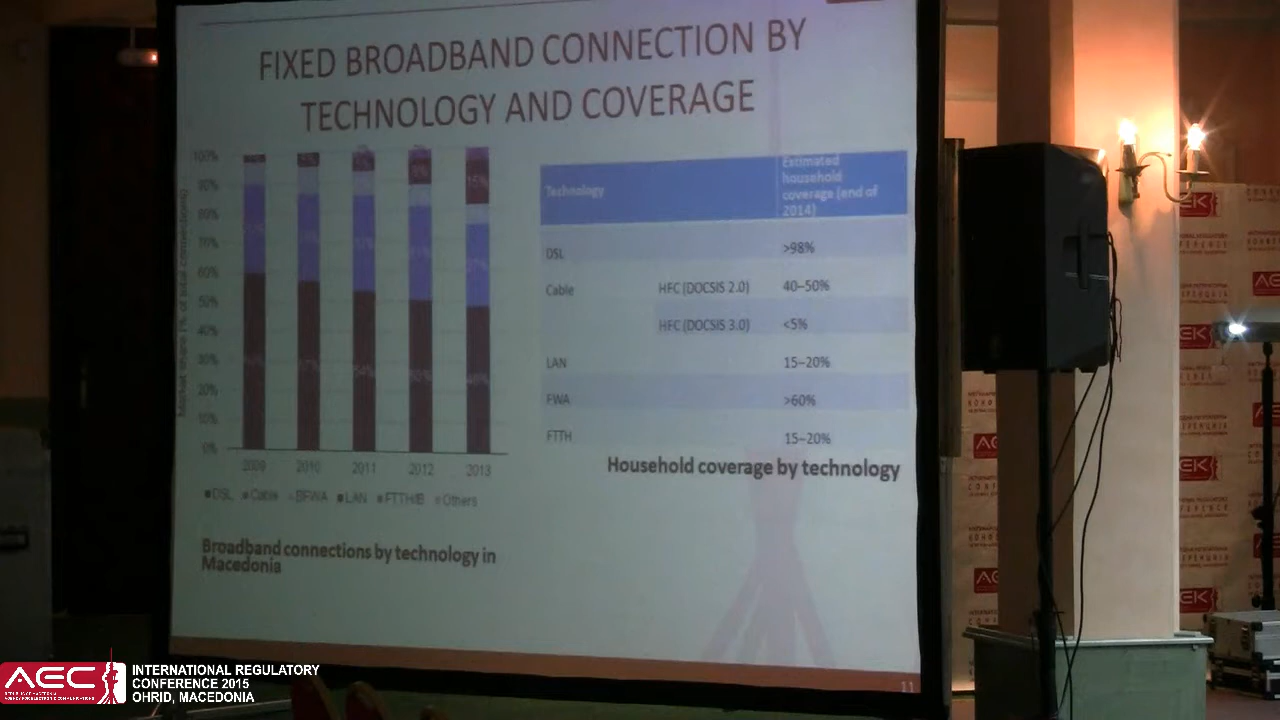 FIXED BROADBAND CONNECTION BY
TECHNOLOGY AND COVERAGE
100%
90%
80%
70%
60%
50%
40%
30%
20%
10%
0%
15%
54%
2009
2010
2011
2012
2013
DSL Cable BFWA LAN FTTH/B Others
Broadband connections by technology in
Macedonia
Technology
Estimated
household
coverage (end of
2014)
DSL >98%
Cable HFC (DOCSIS 2.0) 40–50%
HFC (DOCSIS 3.0) <5%
LAN 15–20%
FWA >60%
FTTH 15–20%
Household coverage by technology
11
AEC
INTERNATIONAL REGULATORY
CONFERENCE 2015
OHRID, MACEDONIA